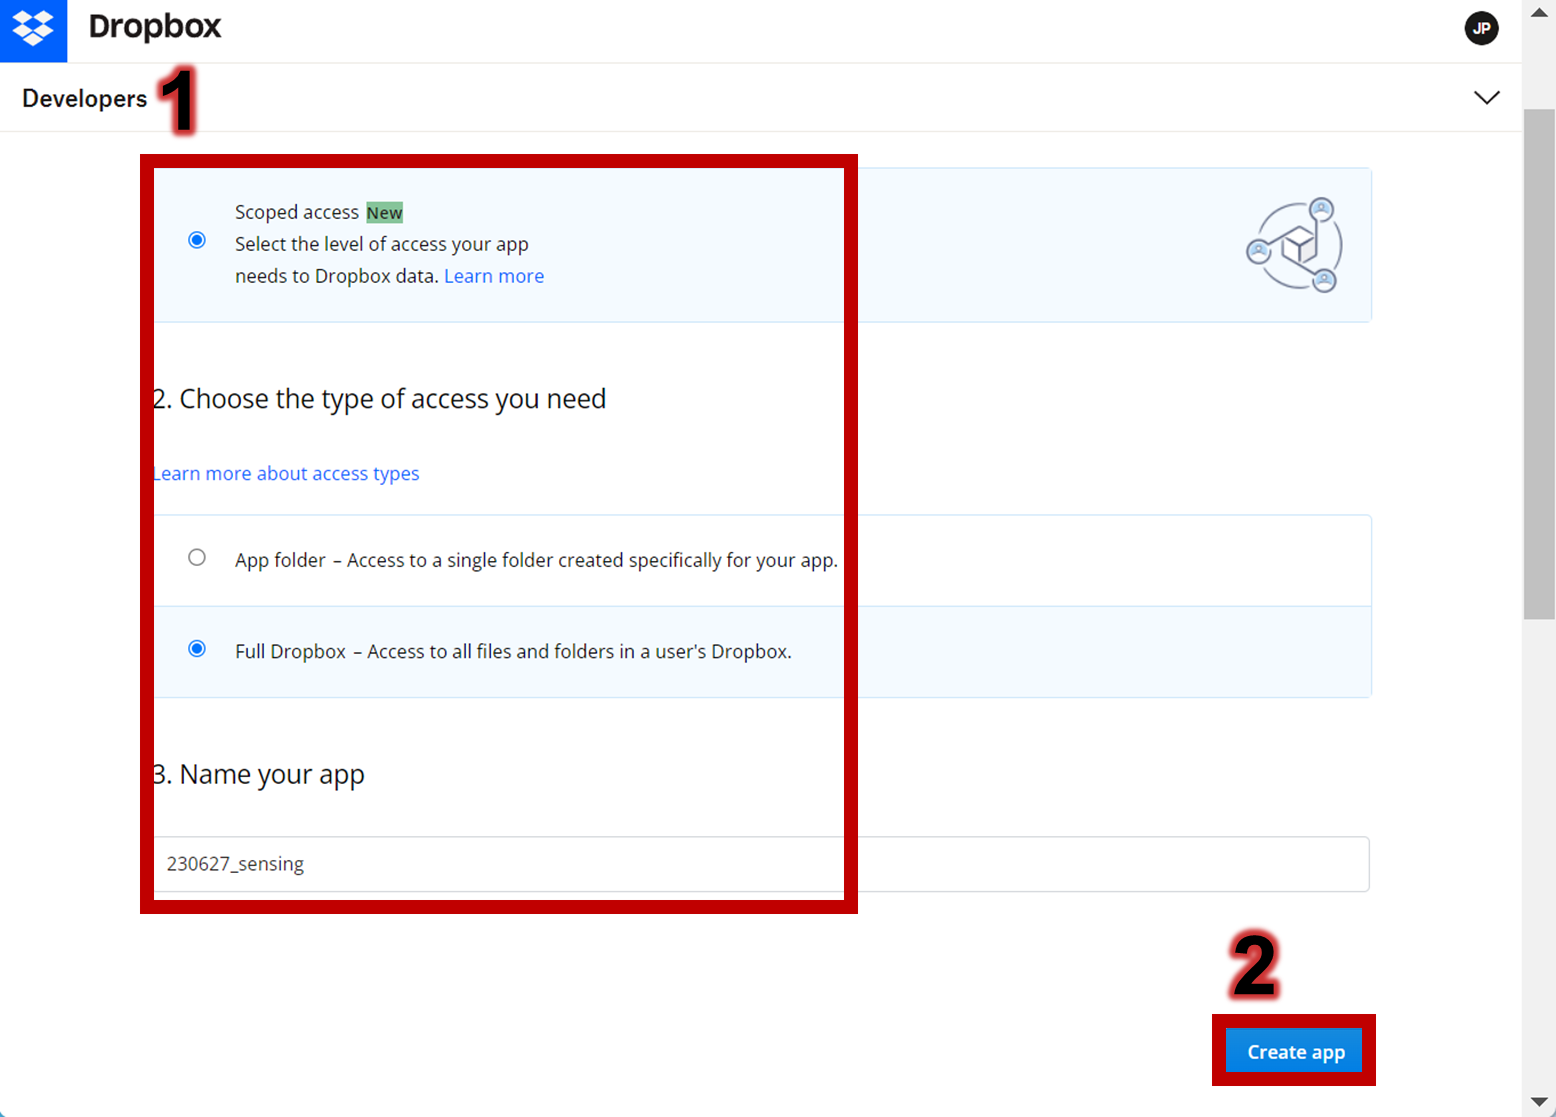 Dropbox
JP
Developers
1
Scoped access New
Select the level of access your app
needs to Dropbox data. Learn more
2. Choose the type of access you need
Learn more about access types
App folder – Access to a single folder created specifically for your app.
Full Dropbox – Access to all files and folders in a user's Dropbox.
3. Name your app
230627_sensing
2
Create app